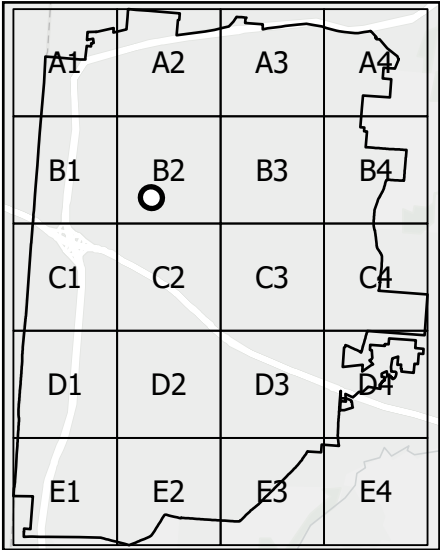 A1 A2 A3 A4
B1 B2 B3 B4
C1 C2 C3 C4
D1 D2 D3 D4
E1 E2 E3 E4